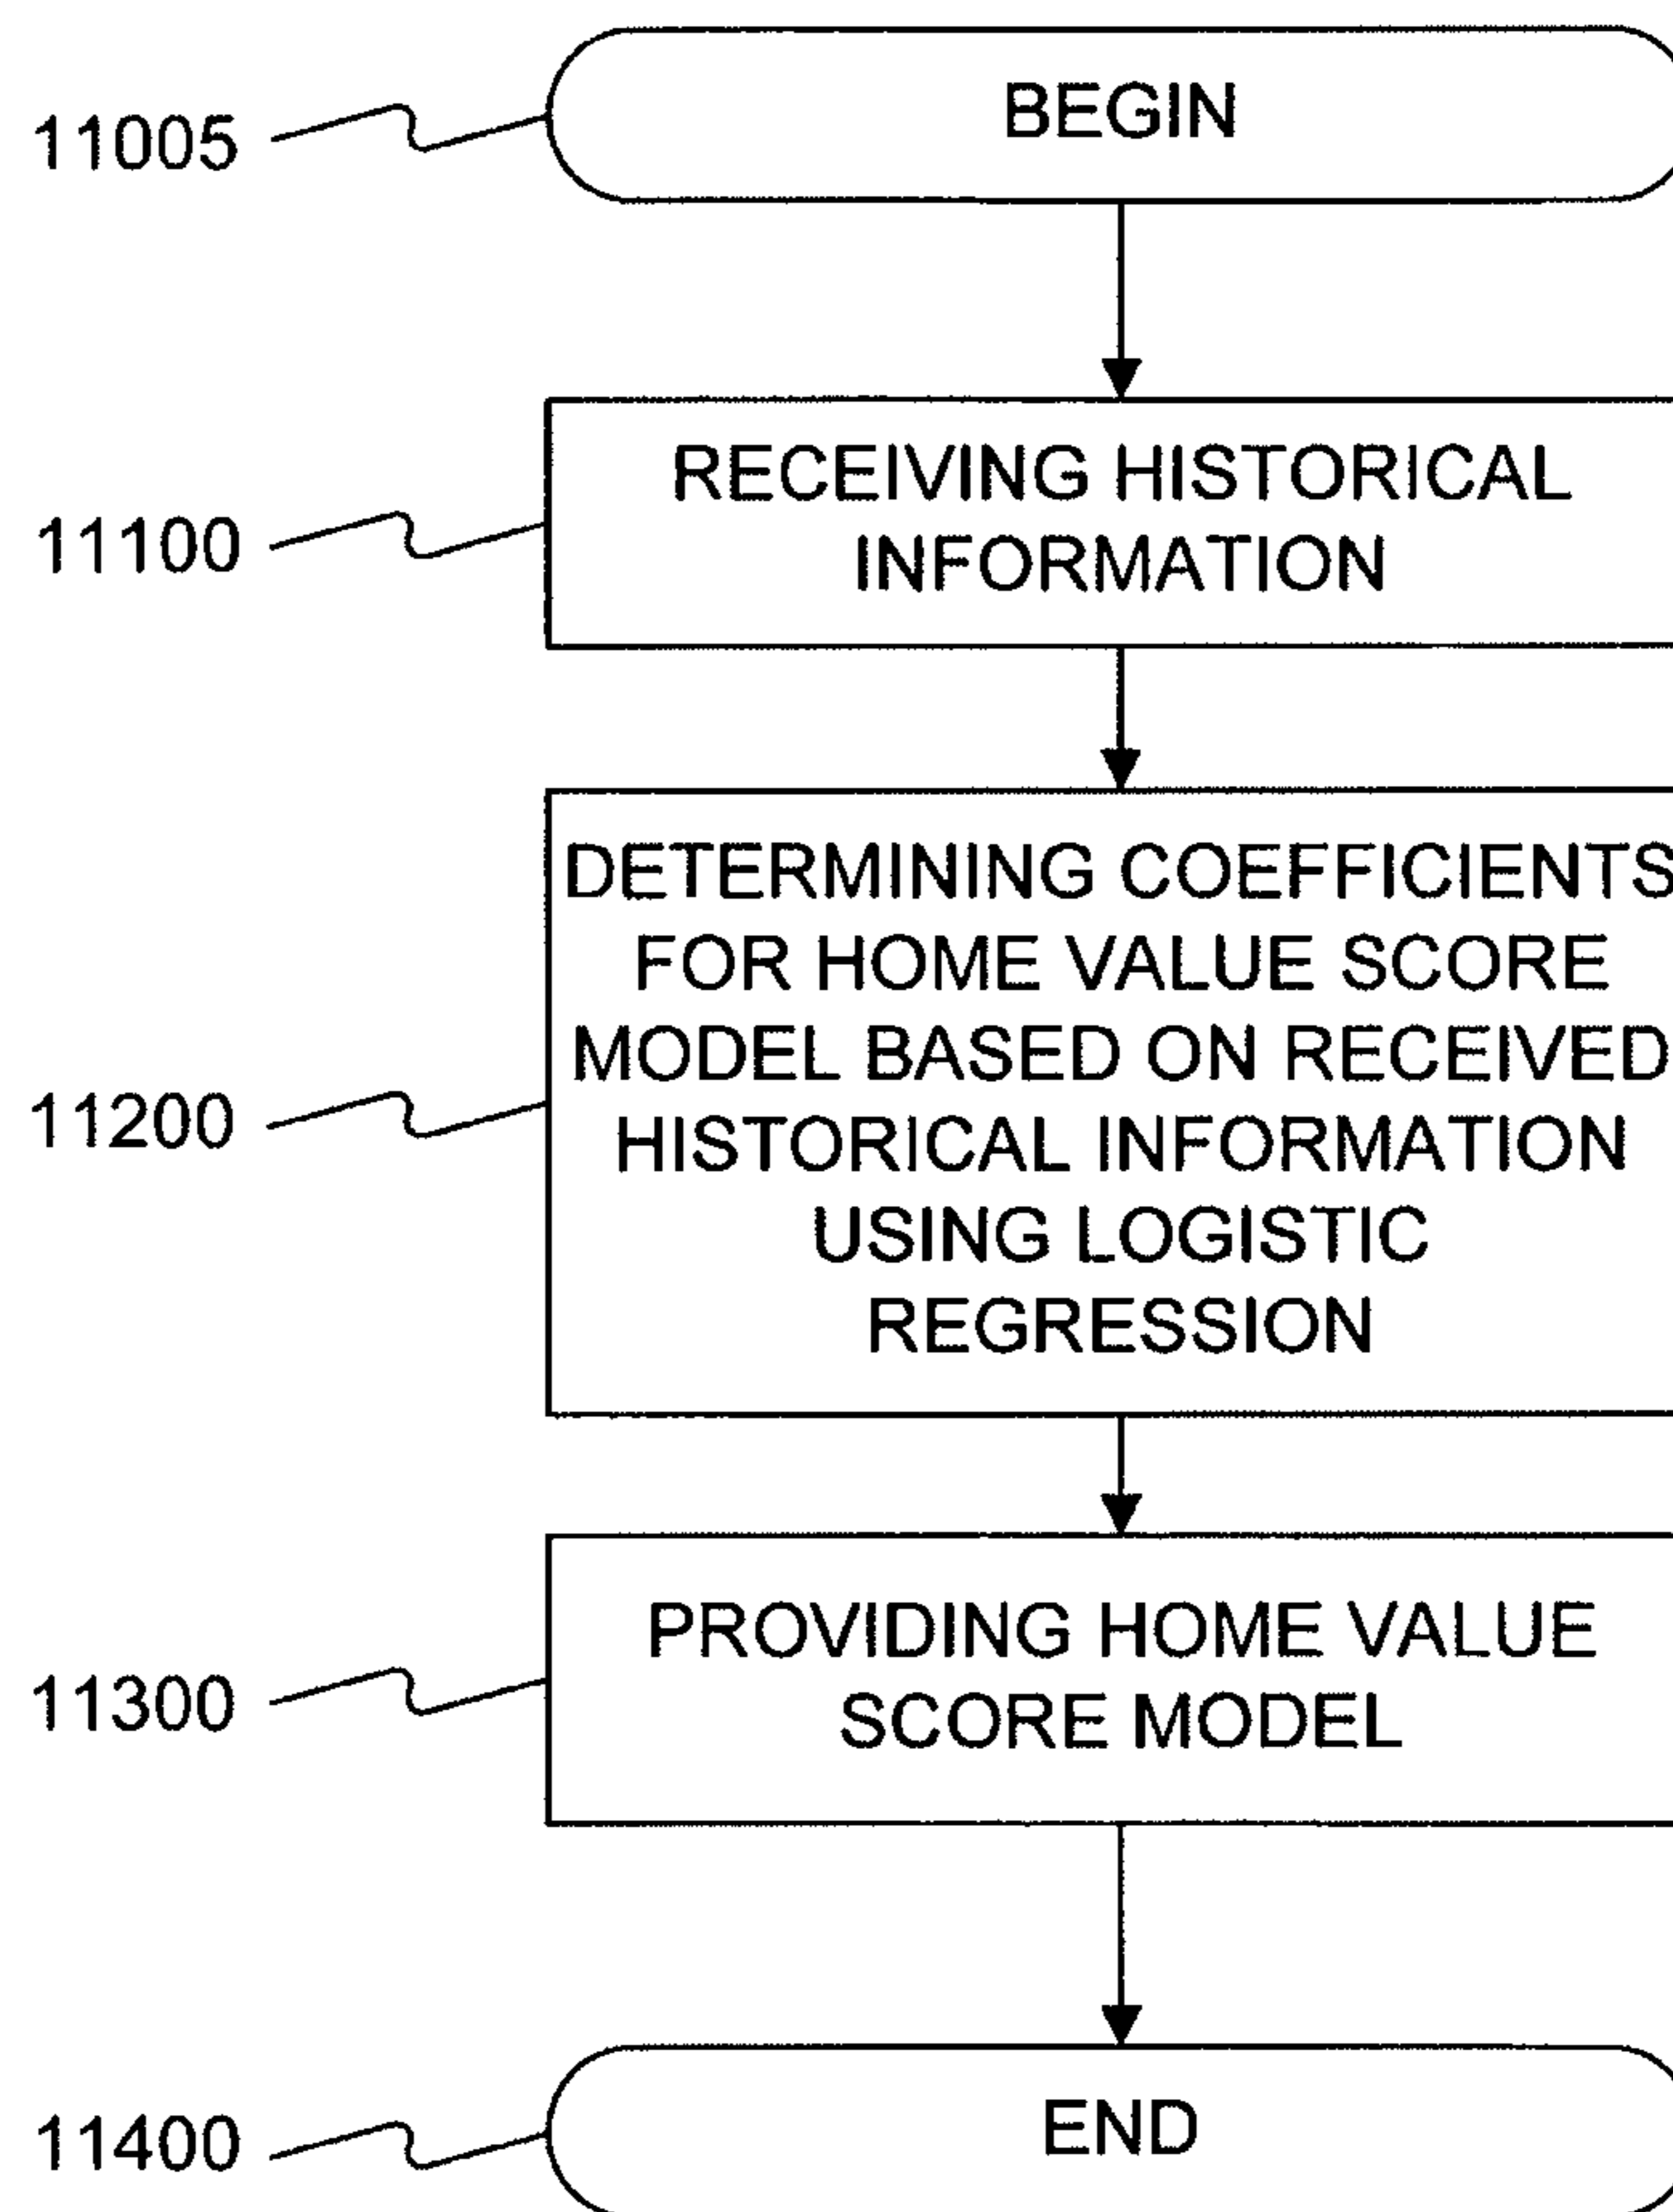 11005
BEGIN
11100
RECEIVING HISTORICAL
INFORMATION
11200
DETERMINING COEFFICIENTS
FOR HOME VALUE SCORE
MODEL BASED ON RECEIVED
HISTORICAL INFORMATION
USING LOGISTIC
REGRESSION
11300
PROVIDING HOME VALUE
SCORE MODEL
11400
END